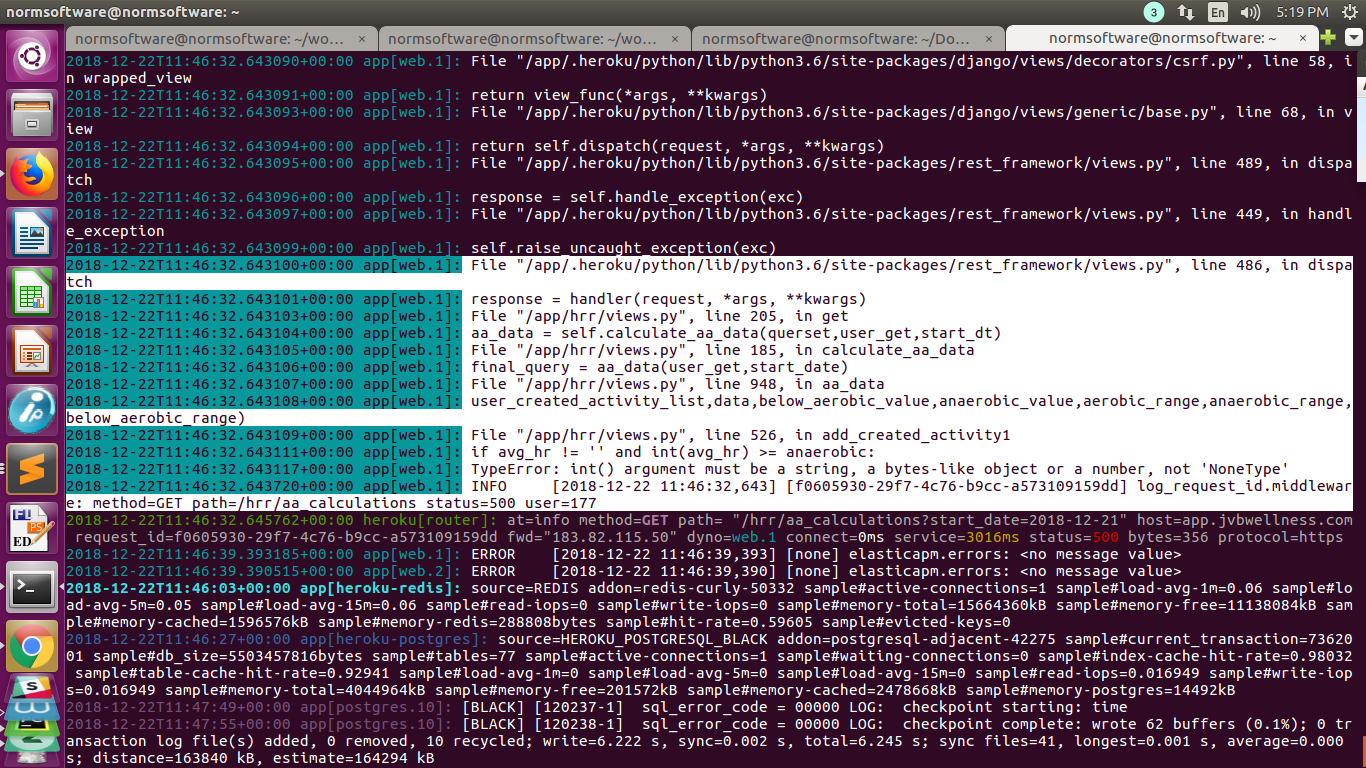 normsoftware@normsoftware: ~
3
En
5:19 PM
normsoftware@normsoftware: ~/wo... ×
normsoftware@normsoftware: ~/wo... ×
normsoftware@normsoftware: ~/Do... ×
normsoftware@normsoftware: ~ ×
2018-12-22T11:46:32.643090+00:00 app[web.1]: File "/app/.heroku/python/lib/python3.6/site-packages/django/views/decorators/csrf.py", line 58, i
n wrapped_view
2018-12-22T11:46:32.643091+00:00 app[web.1]: return view_func(*args, **kwargs)
2018-12-22T11:46:32.643093+00:00 app[web.1]: File "/app/.heroku/python/lib/python3.6/site-packages/django/views/generic/base.py", line 68, in v
iew
2018-12-22T11:46:32.643094+00:00 app[web.1]: return self.dispatch(request, *args, **kwargs)
2018-12-22T11:46:32.643095+00:00 app[web.1]: File "/app/.heroku/python/lib/python3.6/site-packages/rest_framework/views.py", line 489, in dispa
tch
2018-12-22T11:46:32.643096+00:00 app[web.1]: response = self.handle_exception(exc)
2018-12-22T11:46:32.643097+00:00 app[web.1]: File "/app/.heroku/python/lib/python3.6/site-packages/rest_framework/views.py", line 449, in handl
e_exception
2018-12-22T11:46:32.643099+00:00 app[web.1]: self.raise_uncaught_exception(exc)
2018-12-22T11:46:32.643100+00:00 app[web.1]: File "/app/.heroku/python/lib/python3.6/site-packages/rest_framework/views.py", line 486, in dispa
tch
2018-12-22T11:46:32.643101+00:00 app[web.1]: response = handler(request, *args, **kwargs)
2018-12-22T11:46:32.643103+00:00 app[web.1]: File "/app/hrr/views.py", line 205, in get
2018-12-22T11:46:32.643104+00:00 app[web.1]: aa_data = self.calculate_aa_data(querset,user_get,start_dt)
2018-12-22T11:46:32.643105+00:00 app[web.1]: File "/app/hrr/views.py", line 185, in calculate_aa_data
2018-12-22T11:46:32.643106+00:00 app[web.1]: final_query = aa_data(user_get,start_date)
2018-12-22T11:46:32.643107+00:00 app[web.1]: File "/app/hrr/views.py", line 948, in aa_data
2018-12-22T11:46:32.643108+00:00 app[web.1]: user_created_activity_list,data,below_aerobic_value,anaerobic_value,aerobic_range,anaerobic_range,
below_aerobic_range)
2018-12-22T11:46:32.643109+00:00 app[web.1]: File "/app/hrr/views.py", line 526, in add_created_activity1
2018-12-22T11:46:32.643111+00:00 app[web.1]: if avg_hr != '' and int(avg_hr) >= anaerobic:
2018-12-22T11:46:32.643117+00:00 app[web.1]: TypeError: int() argument must be a string, a bytes-like object or a number, not 'NoneType'
2018-12-22T11:46:32.643720+00:00 app[web.1]: INFO [2018-12-22 11:46:32,643] [f0605930-29f7-4c76-b9cc-a573109159dd] log_request_id.middlewar
e: method=GET path=/hrr/aa_calculations status=500 user=177
2018-12-22T11:46:32.645762+00:00 heroku[router]: at=info method=GET path="/hrr/aa_calculations?start_date=2018-12-21" host=app.jvbwellness.com
request_id=f0605930-29f7-4c76-b9cc-a573109159dd fwd="183.82.115.50" dyno=web.1 connect=0ms service=3016ms status=500 bytes=356 protocol=https
2018-12-22T11:46:39.393185+00:00 app[web.1]: ERROR [2018-12-22 11:46:39,393] [none] elasticapm.errors: <no message value>
2018-12-22T11:46:39.390515+00:00 app[web.2]: ERROR [2018-12-22 11:46:39,390] [none] elasticapm.errors: <no message value>
2018-12-22T11:46:03+00:00 app[heroku-redis]: source=REDIS addon=redis-curly-50332 sample#active-connections=1 sample#load-avg-1m=0.06 sample#lo
ad-avg-5m=0.05 sample#load-avg-15m=0.06 sample#read-iops=0 sample#write-iops=0 sample#memory-total=15664360kB sample#memory-free=11138084kB sam
ple#memory-cached=1596576kB sample#memory-redis=288808bytes sample#hit-rate=0.59605 sample#evicted-keys=0
2018-12-22T11:46:27+00:00 app[heroku-postgres]: source=HEROKU_POSTGRESQL_BLACK addon=postgresql-adjacent-42275 sample#current_transaction=73620
01 sample#db_size=5503457816bytes sample#tables=77 sample#active-connections=1 sample#waiting-connections=0 sample#index-cache-hit-rate=0.98032
sample#table-cache-hit-rate=0.92941 sample#load-avg-1m=0 sample#load-avg-5m=0 sample#load-avg-15m=0 sample#read-iops=0.016949 sample#write-iop
s=0.016949 sample#memory-total=4044964kB sample#memory-free=201572kB sample#memory-cached=2478668kB sample#memory-postgres=14492kB
2018-12-22T11:47:49+00:00 app[postgres.10]: [BLACK] [120237-1] sql_error_code = 00000 LOG: checkpoint starting: time
2018-12-22T11:47:55+00:00 app[postgres.10]: [BLACK] [120238-1] sql_error_code = 00000 LOG: checkpoint complete: wrote 62 buffers (0.1%); 0 tr
ansaction log file(s) added, 0 removed, 10 recycled; write=6.222 s, sync=0.002 s, total=6.245 s; sync files=41, longest=0.001 s, average=0.000
s; distance=163840 kB, estimate=164294 kB